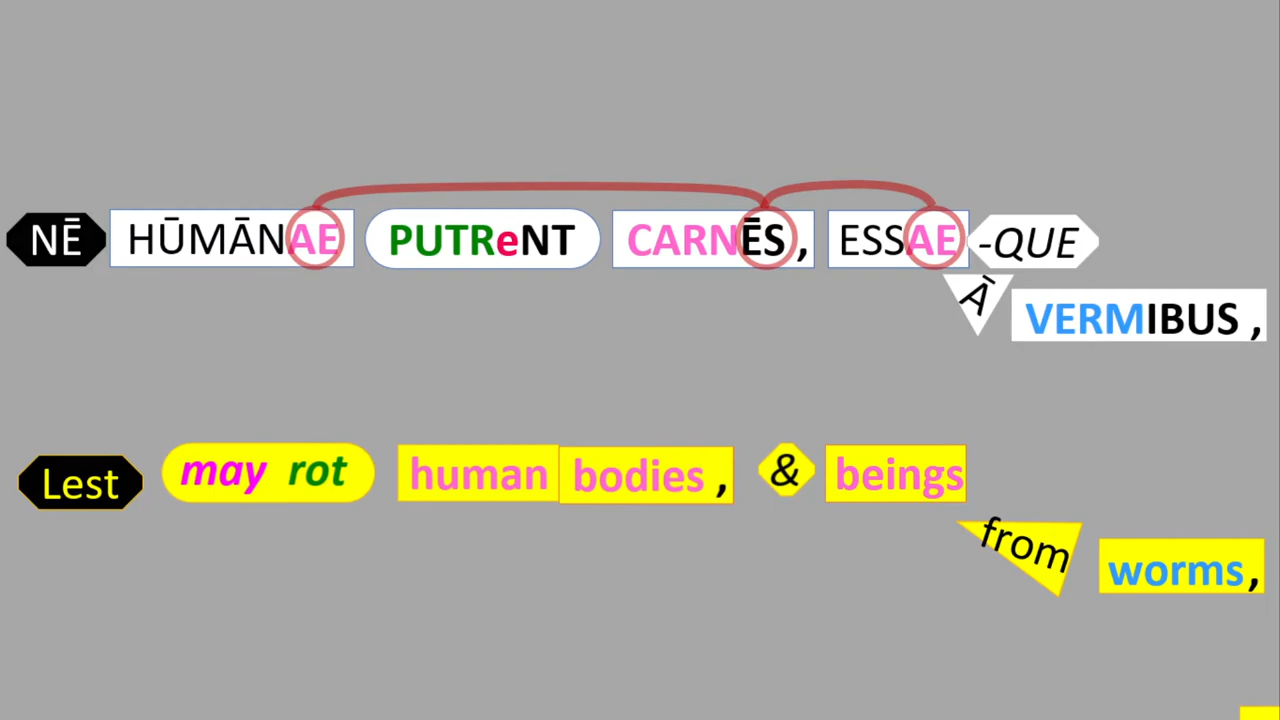 NĒ HŪMĀNAE PUTReNT CARNĒS, ESSAE -QUE
Ā VERMIBUS ,
Lest may rot human bodies , & beings
from worms,